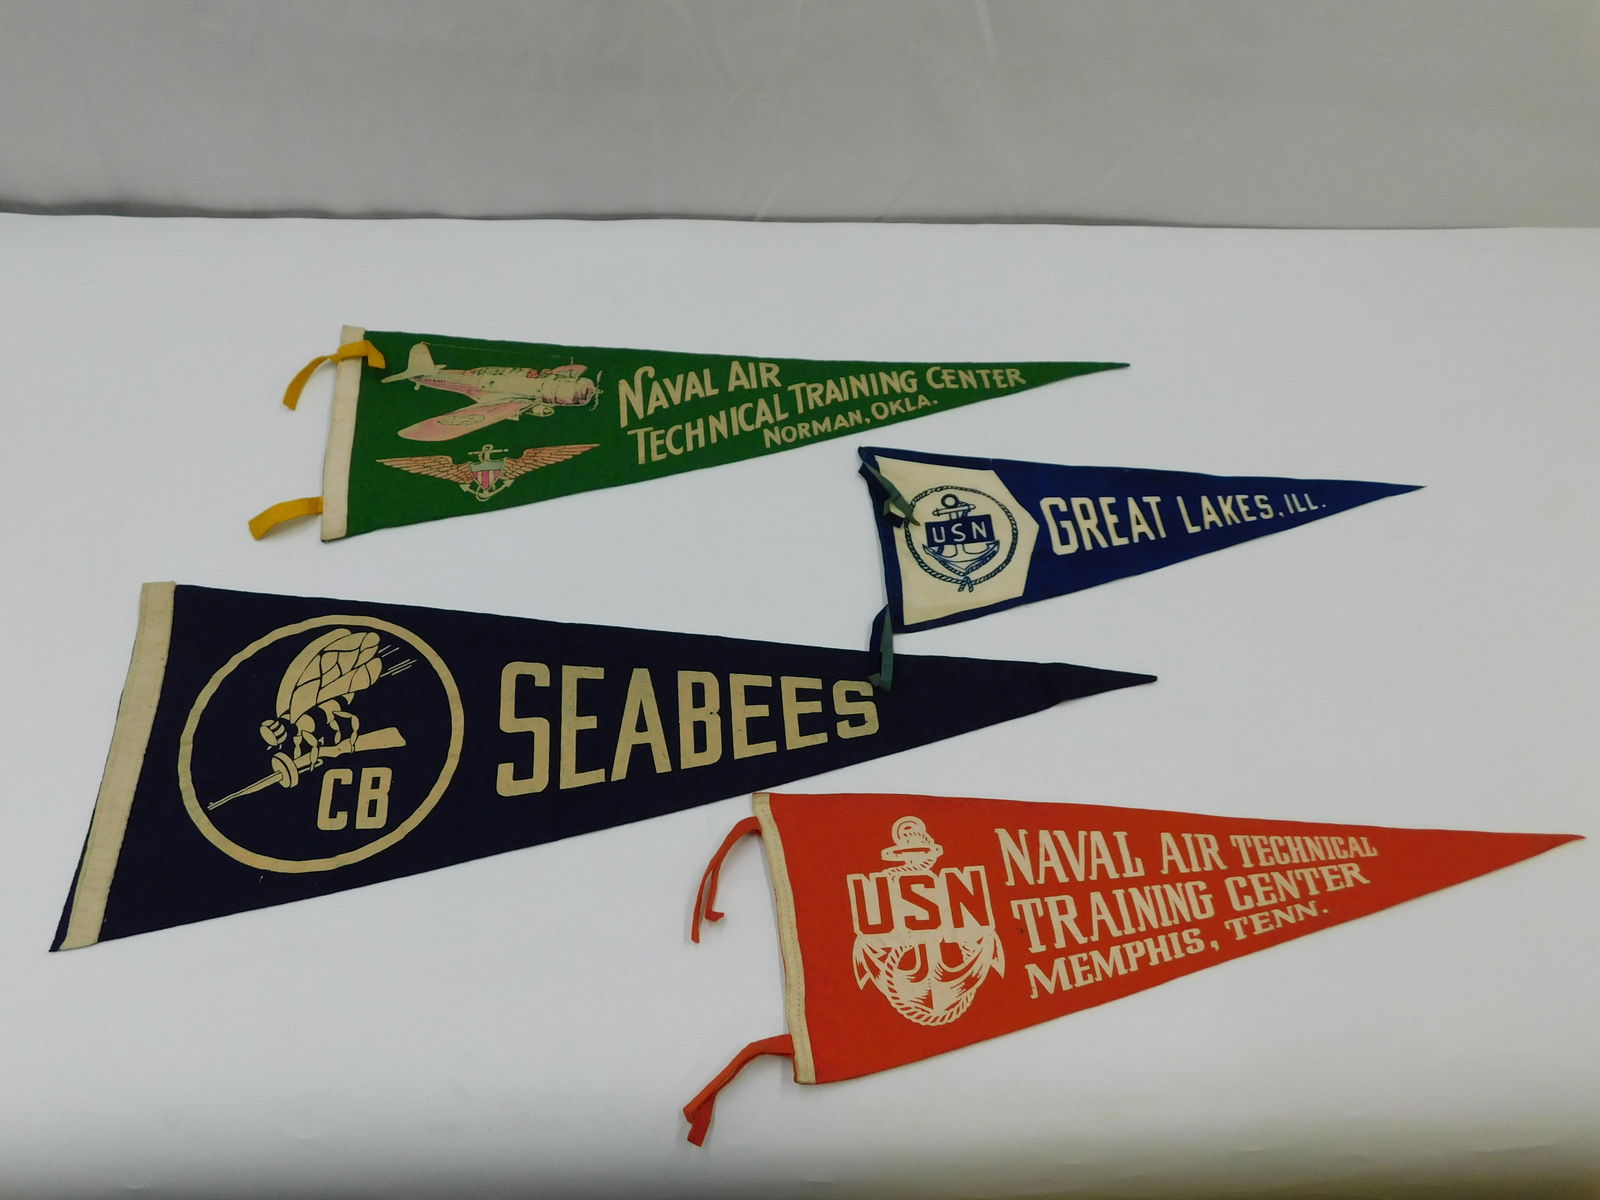 NAVAL AIR
TECHNICAL TRAINING CENTER
NORMAN, OKLA.
USN
GREAT LAKES, ILL.
CB
SEABEES
USN
NAVAL AIR TECHNICAL
TRAINING CENTER
MEMPHIS, TENN.